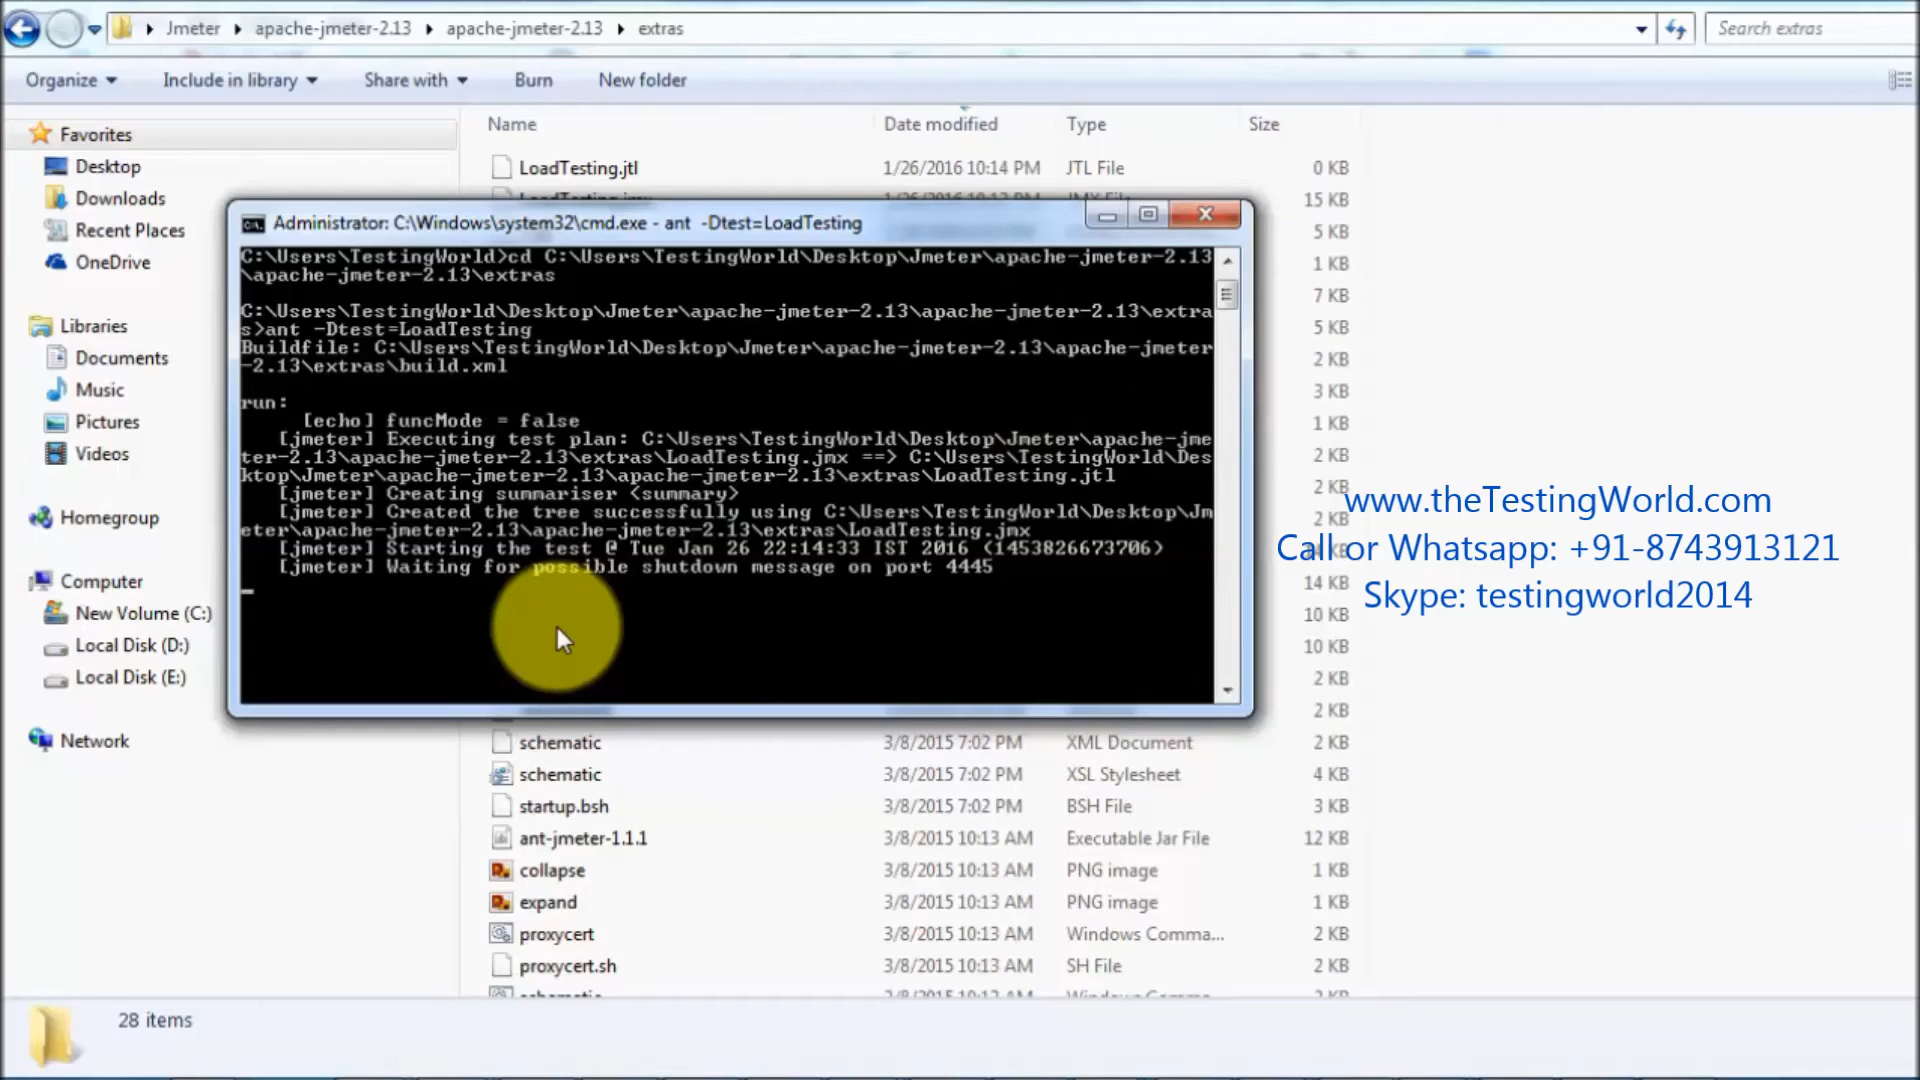 Jmeter apache-jmeter-2.13 apache-jmeter-2.13 extras
Search extras
Organize Include in library Share with Burn New folder
Name Date modified Type Size
Favorites
Desktop
Downloads
Recent Places
OneDrive
Libraries
Documents
Music
Pictures
Videos
Homegroup
Computer
New Volume (C:)
Local Disk (D:)
Local Disk (E:)
Network
LoadTesting.jtl 1/26/2016 10:14 PM JTL File 0 KB
15 KB
5 KB
1 KB
7 KB
5 KB
2 KB
3 KB
1 KB
2 KB
2 KB
2 KB
14 KB
10 KB
10 KB
2 KB
2 KB
Administrator: C:\Windows\system32\cmd.exe - ant -Dtest=LoadTesting
C:\Users\TestingWorld>cd C:\Users\TestingWorld\Desktop\Jmeter\apache-jmeter-2.13
\apache-jmeter-2.13\extras
C:\Users\TestingWorld\Desktop\Jmeter\apache-jmeter-2.13\apache-jmeter-2.13\extra
s>ant -Dtest=LoadTesting
Buildfile: C:\Users\TestingWorld\Desktop\Jmeter\apache-jmeter-2.13\apache-jmeter
-2.13\extras\build.xml
run:
[echo] funcMode = false
[jmeter] Executing test plan: C:\Users\TestingWorld\Desktop\Jmeter\apache-jme
ter-2.13\apache-jmeter-2.13\extras\LoadTesting.jmx ==> C:\Users\TestingWorld\Des
ktop\Jmeter\apache-jmeter-2.13\apache-jmeter-2.13\extras\LoadTesting.jtl
[jmeter] Creating summariser <summary>
[jmeter] Created the tree successfully using C:\Users\TestingWorld\Desktop\Jm
eter\apache-jmeter-2.13\apache-jmeter-2.13\extras\LoadTesting.jmx
[jmeter] Starting the test @ Tue Jan 26 22:14:33 IST 2016 (1453826673706)
[jmeter] Waiting for possible shutdown message on port 4445
www.theTestingWorld.com
Call or Whatsapp: +91-8743913121
Skype: testingworld2014
schematic 3/8/2015 7:02 PM XML Document 2 KB
schematic 3/8/2015 7:02 PM XSL Stylesheet 4 KB
startup.bsh 3/8/2015 7:02 PM BSH File 3 KB
ant-jmeter-1.1.1 3/8/2015 10:13 AM Executable Jar File 12 KB
collapse 3/8/2015 10:13 AM PNG image 1 KB
expand 3/8/2015 10:13 AM PNG image 1 KB
proxycert 3/8/2015 10:13 AM Windows Comma... 2 KB
proxycert.sh 3/8/2015 10:13 AM SH File 2 KB
28 items